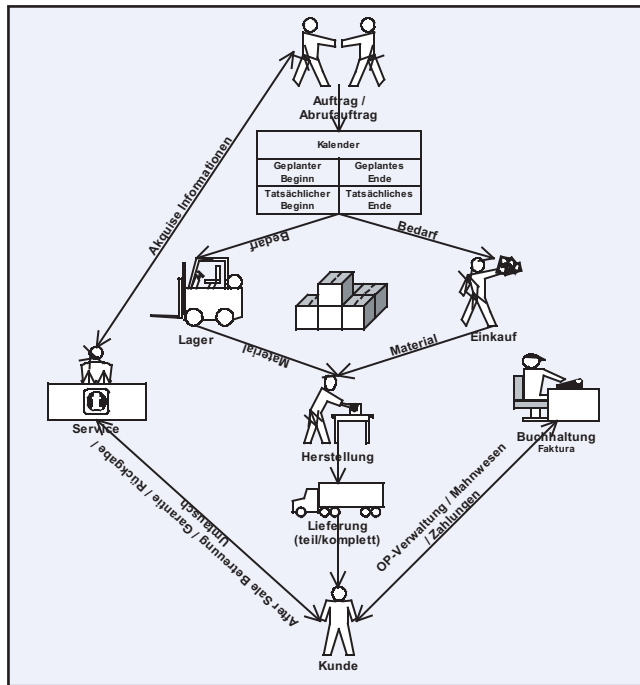 Auftrag /
Abrufauftrag
Akquise Informationen
Kalender
Geplanter
Beginn
Geplantes
Ende
Tatsächlicher
Beginn
Tatsächliches
Ende
Bedarf
Bedarf
Lager
Einkauf
Material
Material
Service
Herstellung
Buchhaltung
Faktura
Lieferung
(teil/komplett)
After Sale Betreuung / Garantie / Rückgabe /
Umtausch
OP-Verwaltung / Mahnwesen
/ Zahlungen
Kunde